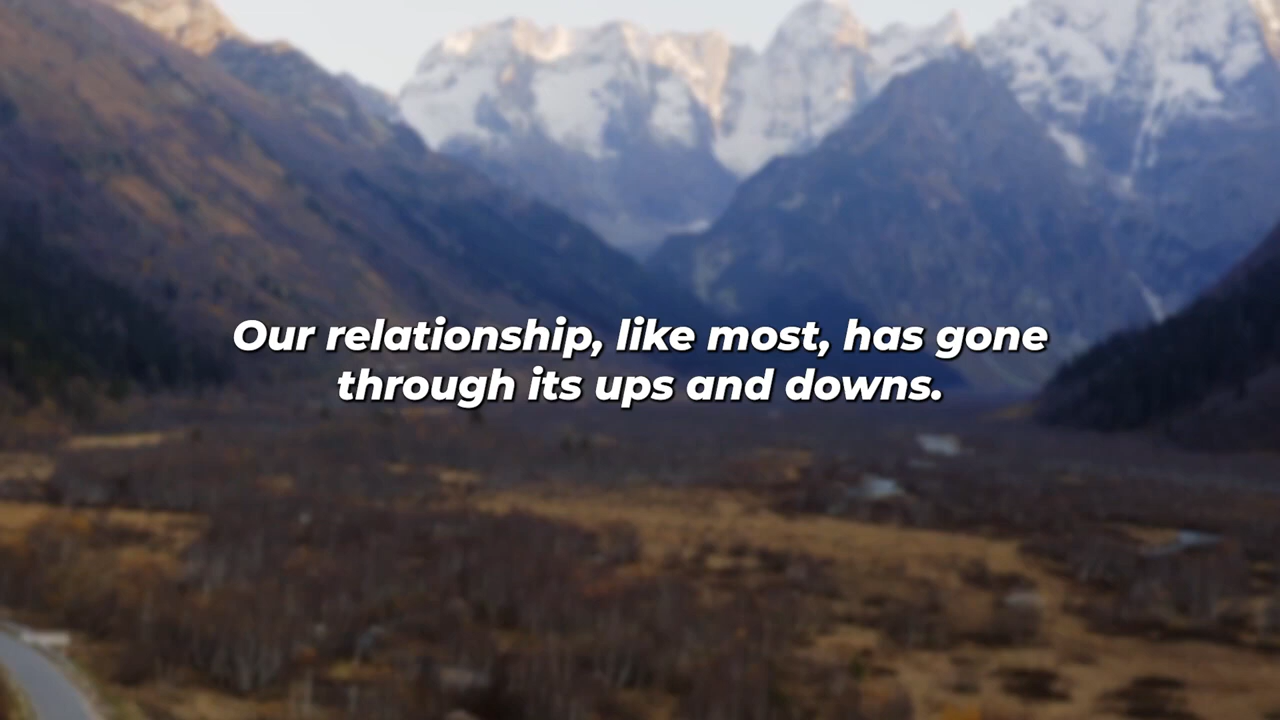 Our relationship, like most, has gone
through its ups and downs.